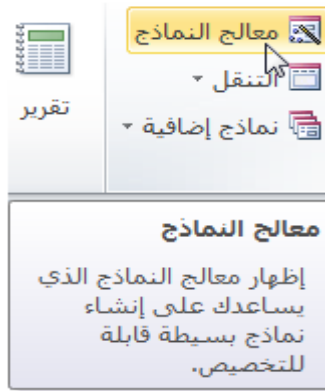 معالج النماذج
التنقل
نماذج إضافية
تقرير
معالج النماذج
إظهار معالج النماذج الذي
يساعدك على إنشاء
نماذج بسيطة قابلة
للتخصيص.